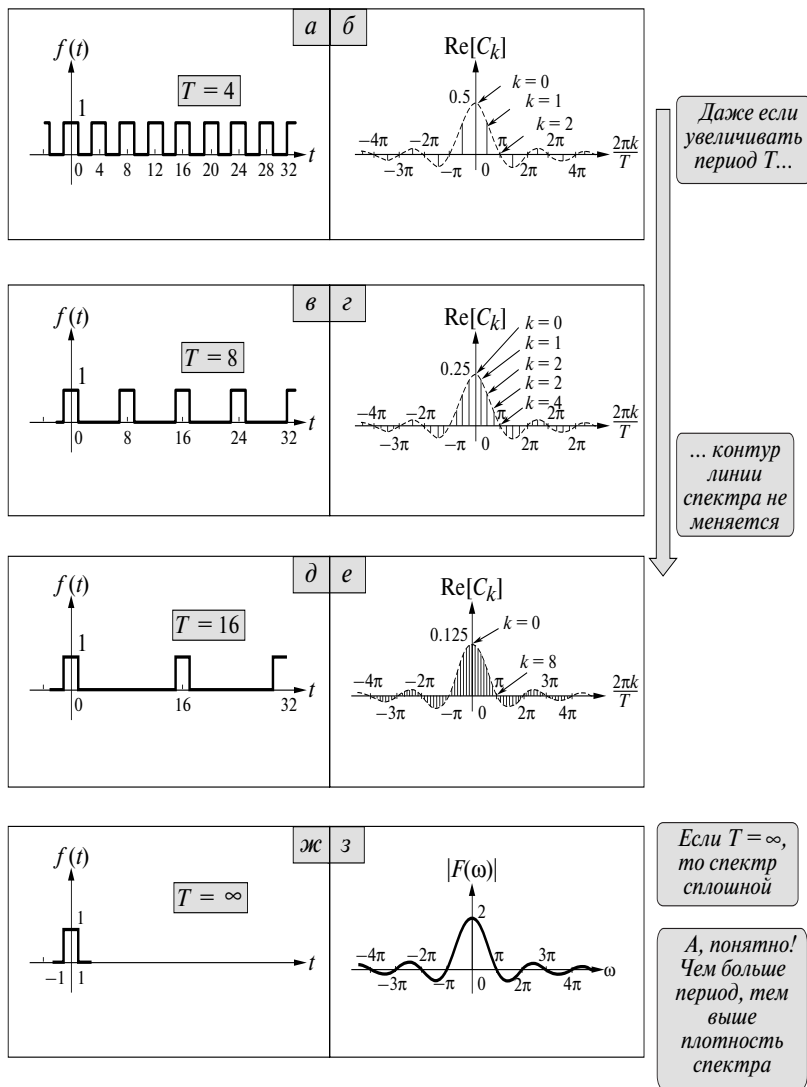 а б
f (t)
T = 4
1
0 4 8 12 16 20 24 28 32 t
Re[C_k]
k = 0
0.5
k = 1
k = 2
−4π −2π π 2π 2πk/T
−3π −π 0 2π 4π
Даже если
увеличивать
период T...
в г
f (t)
T = 8
1
0 8 16 24 32 t
Re[C_k]
k = 0
k = 1
0.25
k = 2
k = 2
k = 4
−4π −2π π 2π 2πk/T
−3π −π 0 2π 2π
... контур
линии
спектра не
меняется
д е
f (t)
T = 16
1
0 16 32 t
Re[C_k]
0.125
k = 0
k = 8
−4π −2π π 3π 2πk/T
−3π −π 0 2π 4π
ж з
f (t)
T = ∞
1
−1 1 t
|F(ω)|
2
−4π −2π π 3π
−3π −π 0 2π 4π ω
Если T = ∞,
то спектр
сплошной
А, понятно!
Чем больше
период, тем
выше
плотность
спектра